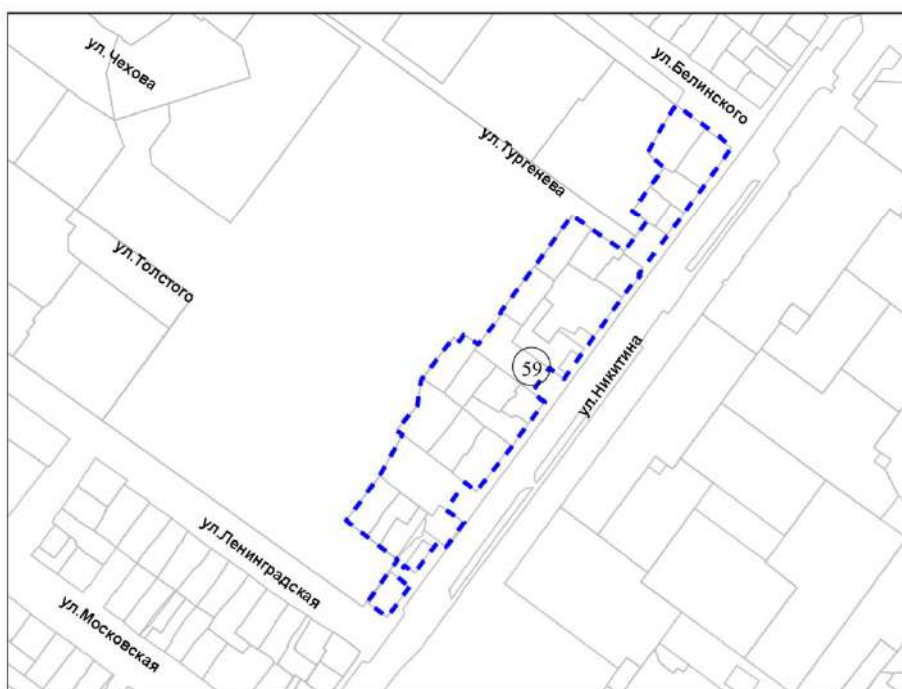 ул.Чехова
ул.Белинского
ул.Тургенева
ул.Толстого
59
ул.Никитина
ул.Ленинградская
ул.Московская